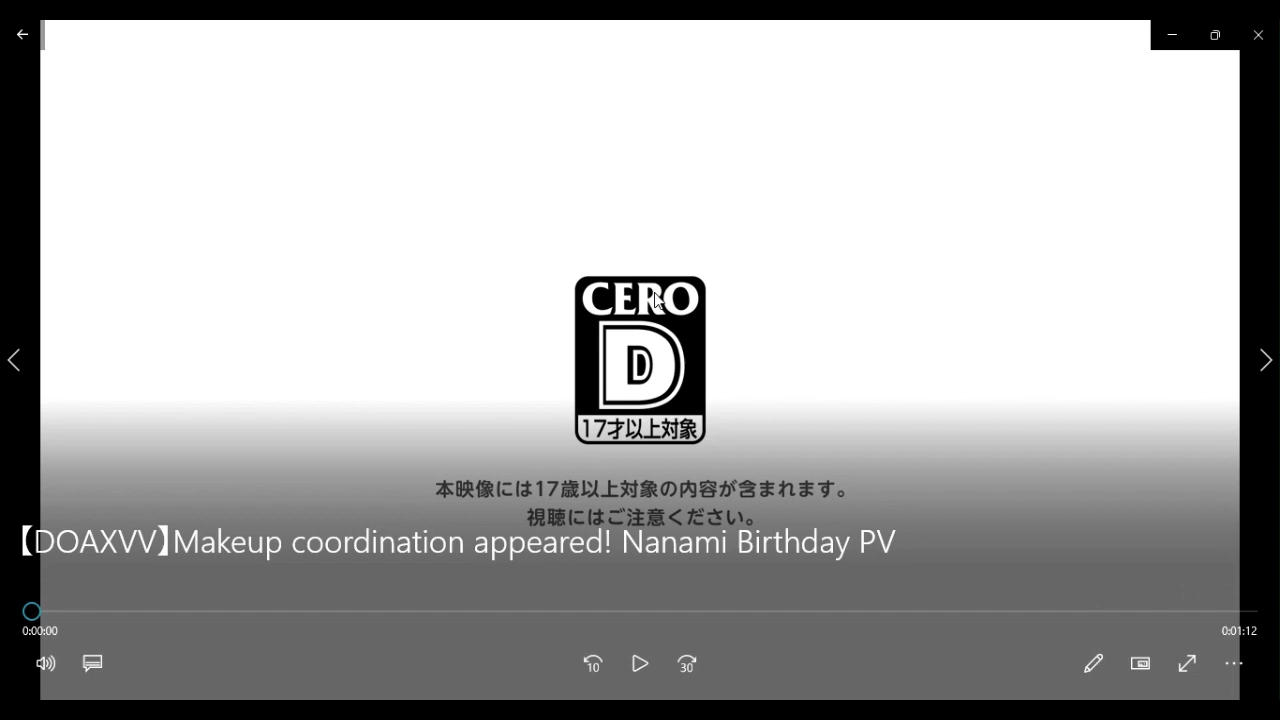 CERO
D
17才以上対象
本映像には17歳以上対象の内容が含まれます。
視聴にはご注意ください。
【DOAXVV】Makeup coordination appeared! Nanami Birthday PV
0:00:00
0:01:12
10
30